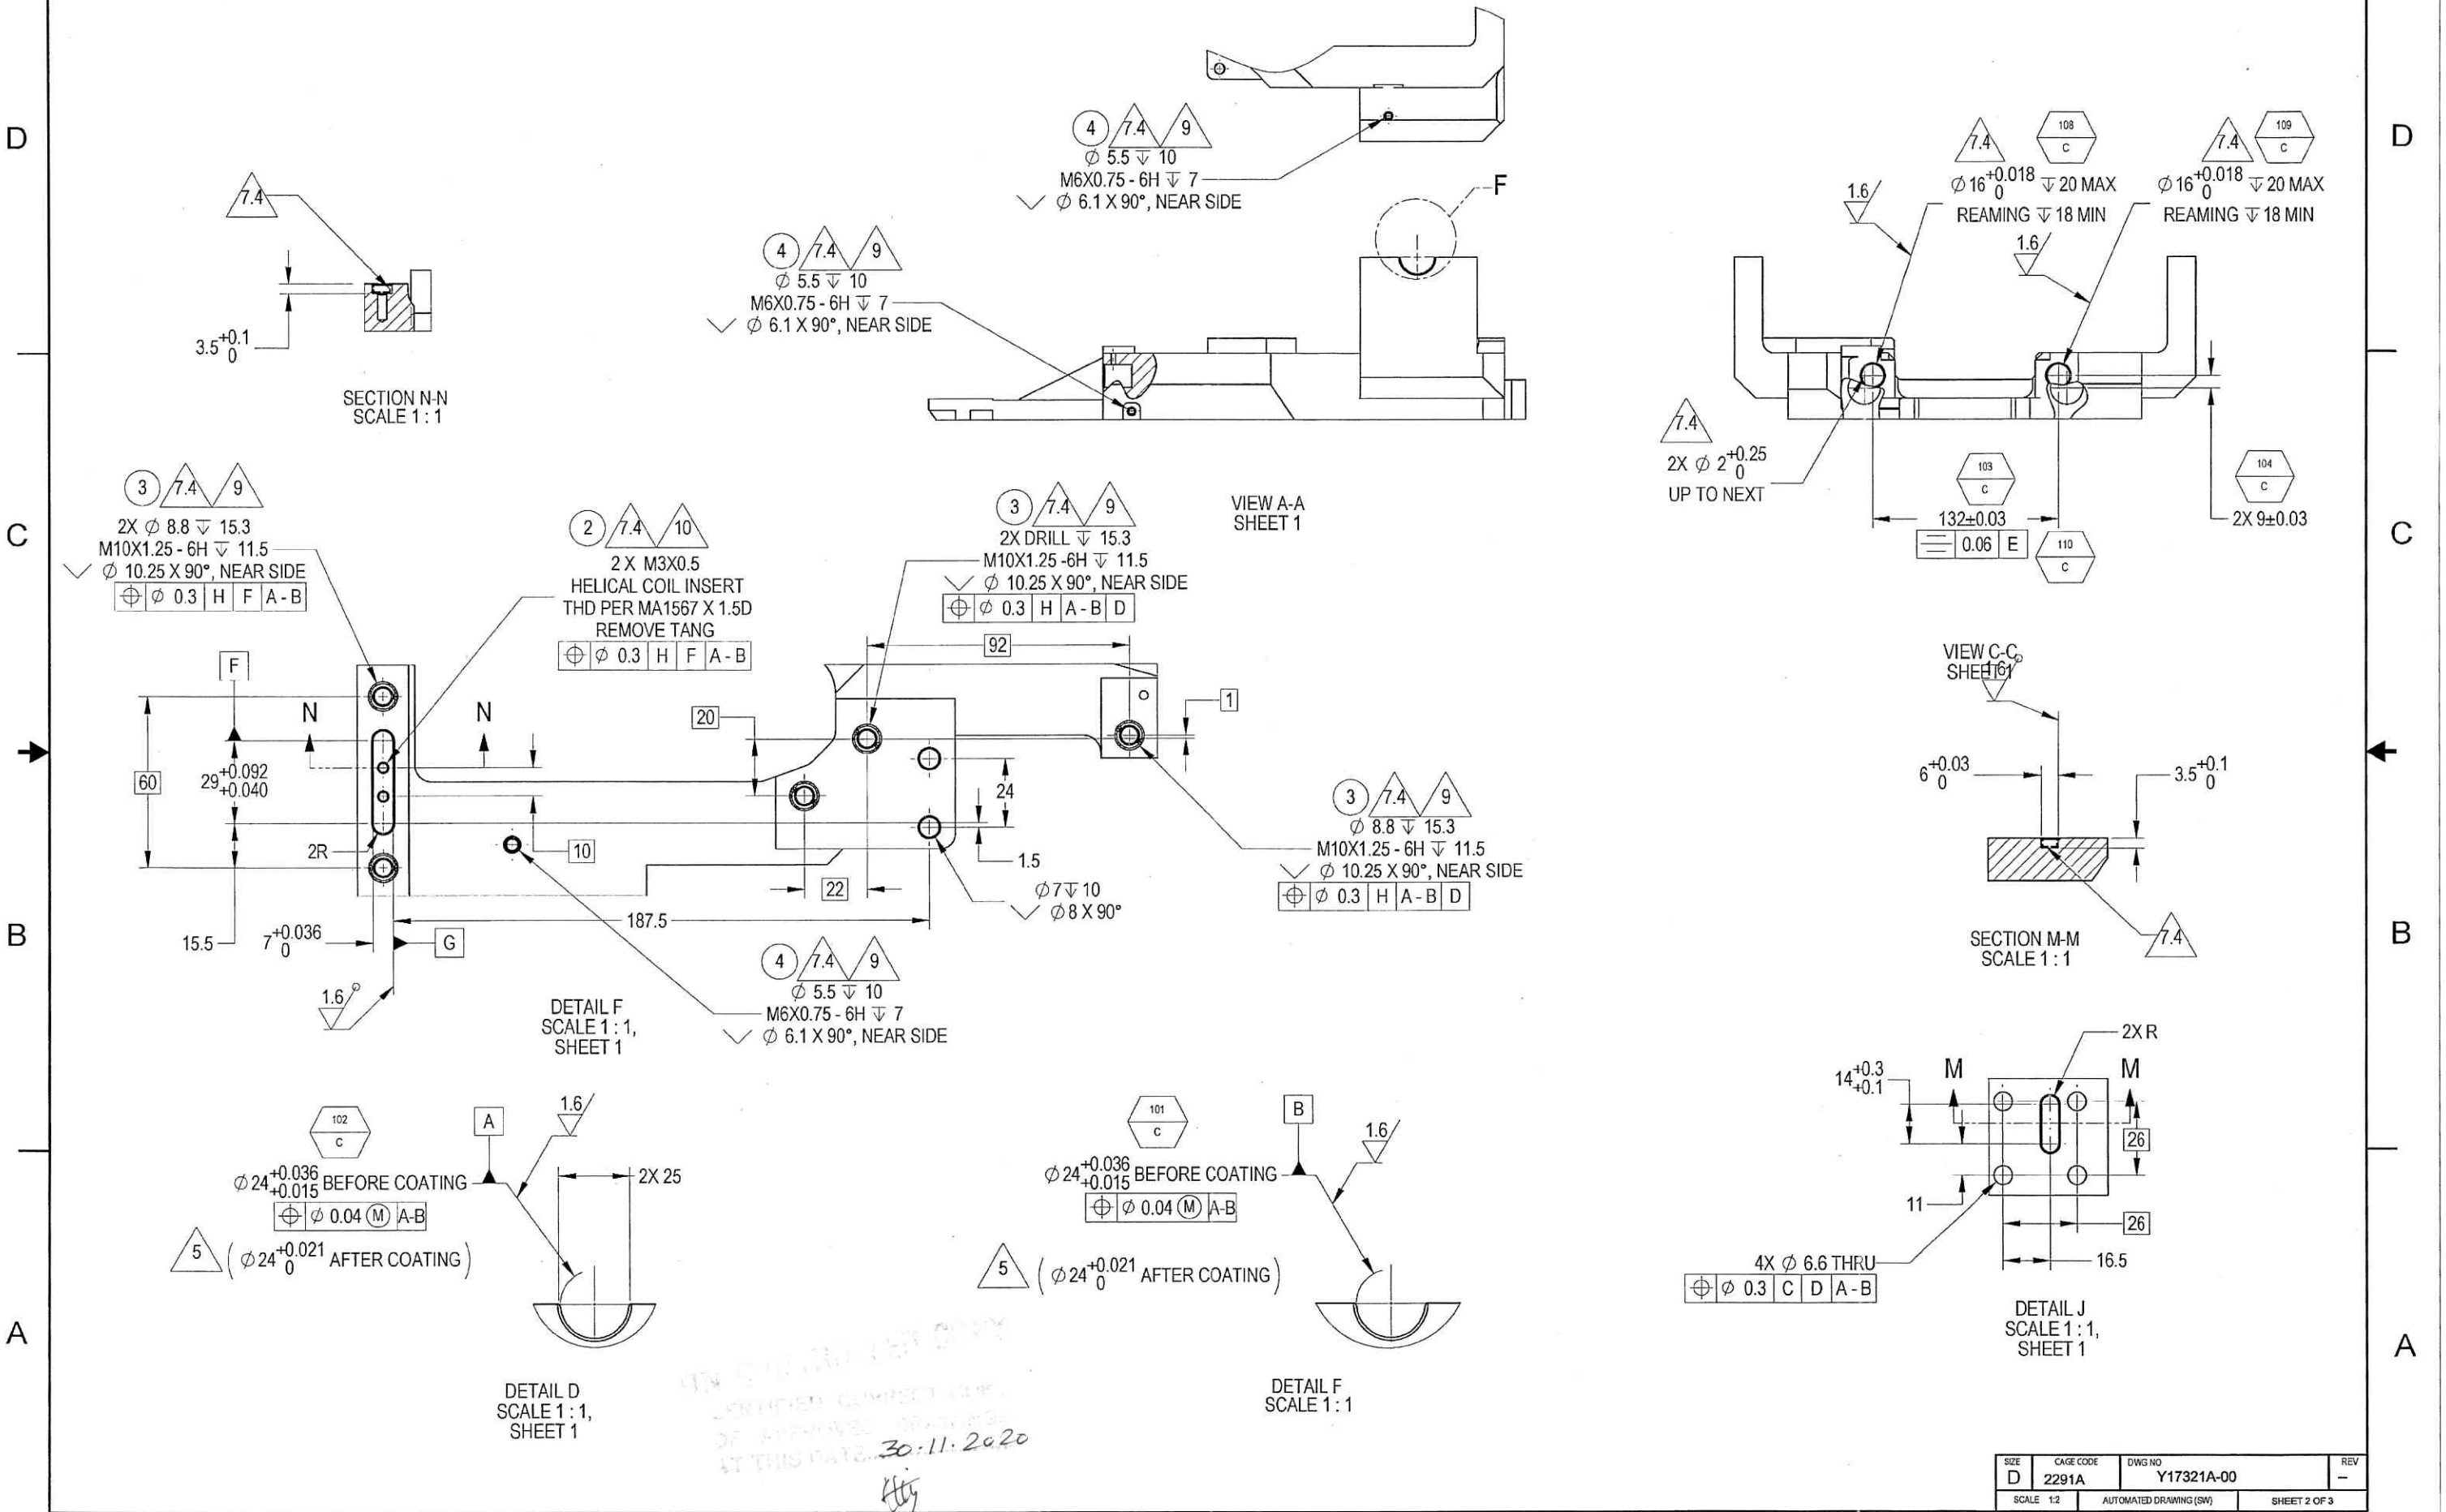 D
D
C
C
B
B
A
A
7.4
3.5 +0.1 0
SECTION N-N
SCALE 1 : 1
4 7.4 9
Ø 5.5 ↧ 10
M6X0.75 - 6H ↧ 7
⌵ Ø 6.1 X 90°, NEAR SIDE
4 7.4 9
Ø 5.5 ↧ 10
M6X0.75 - 6H ↧ 7
⌵ Ø 6.1 X 90°, NEAR SIDE
F
VIEW A-A
SHEET 1
7.4 108 C
Ø 16 +0.018 0 ↧ 20 MAX
REAMING ↧ 18 MIN
7.4 109 C
Ø 16 +0.018 0 ↧ 20 MAX
REAMING ↧ 18 MIN
1.6
1.6
7.4
2X Ø 2 +0.25 0
UP TO NEXT
103 C
132±0.03
⌯ 0.06 E
110 C
104 C
2X 9±0.03
VIEW C-C
SHEET 1
3 7.4 9
2X Ø 8.8 ↧ 15.3
M10X1.25 - 6H ↧ 11.5
⌵ Ø 10.25 X 90°, NEAR SIDE
⌖ Ø 0.3 H F A - B
2 7.4 10
2 X M3X0.5
HELICAL COIL INSERT
THD PER MA1567 X 1.5D
REMOVE TANG
⌖ Ø 0.3 H F A - B
3 7.4 9
2X DRILL ↧ 15.3
M10X1.25 -6H ↧ 11.5
⌵ Ø 10.25 X 90°, NEAR SIDE
⌖ Ø 0.3 H A - B D
92
1
20
F
N N
60
29 +0.092 +0.040
2R
10
24
1.5
22
187.5
15.5
7 +0.036 0
G
1.6
Ø7 ↧ 10
⌵ Ø8 X 90°
3 7.4 9
Ø 8.8 ↧ 15.3
M10X1.25 - 6H ↧ 11.5
⌵ Ø 10.25 X 90°, NEAR SIDE
⌖ Ø 0.3 H A - B D
4 7.4 9
Ø 5.5 ↧ 10
M6X0.75 - 6H ↧ 7
⌵ Ø 6.1 X 90°, NEAR SIDE
DETAIL F
SCALE 1 : 1,
SHEET 1
1.6
6 +0.03 0
3.5 +0.1 0
7.4
SECTION M-M
SCALE 1 : 1
102 C
A
1.6
Ø 24 +0.036 +0.015 BEFORE COATING
⌖ Ø 0.04 Ⓜ A-B
5 ( Ø 24 +0.021 0 AFTER COATING )
2X 25
DETAIL D
SCALE 1 : 1,
SHEET 1
101 C
B
1.6
Ø 24 +0.036 +0.015 BEFORE COATING
⌖ Ø 0.04 Ⓜ A-B
5 ( Ø 24 +0.021 0 AFTER COATING )
DETAIL F
SCALE 1 : 1
2X R
M M
14 +0.3 +0.1
26
11
26
16.5
4X Ø 6.6 THRU
⌖ Ø 0.3 C D A - B
DETAIL J
SCALE 1 : 1,
SHEET 1
CERTIFIED CORRECT COPY
AT THIS DATE 30.11.2020
SIZE D
CAGE CODE 2291A
DWG NO Y17321A-00
REV –
SCALE 1:2
AUTOMATED DRAWING (SW)
SHEET 2 OF 3